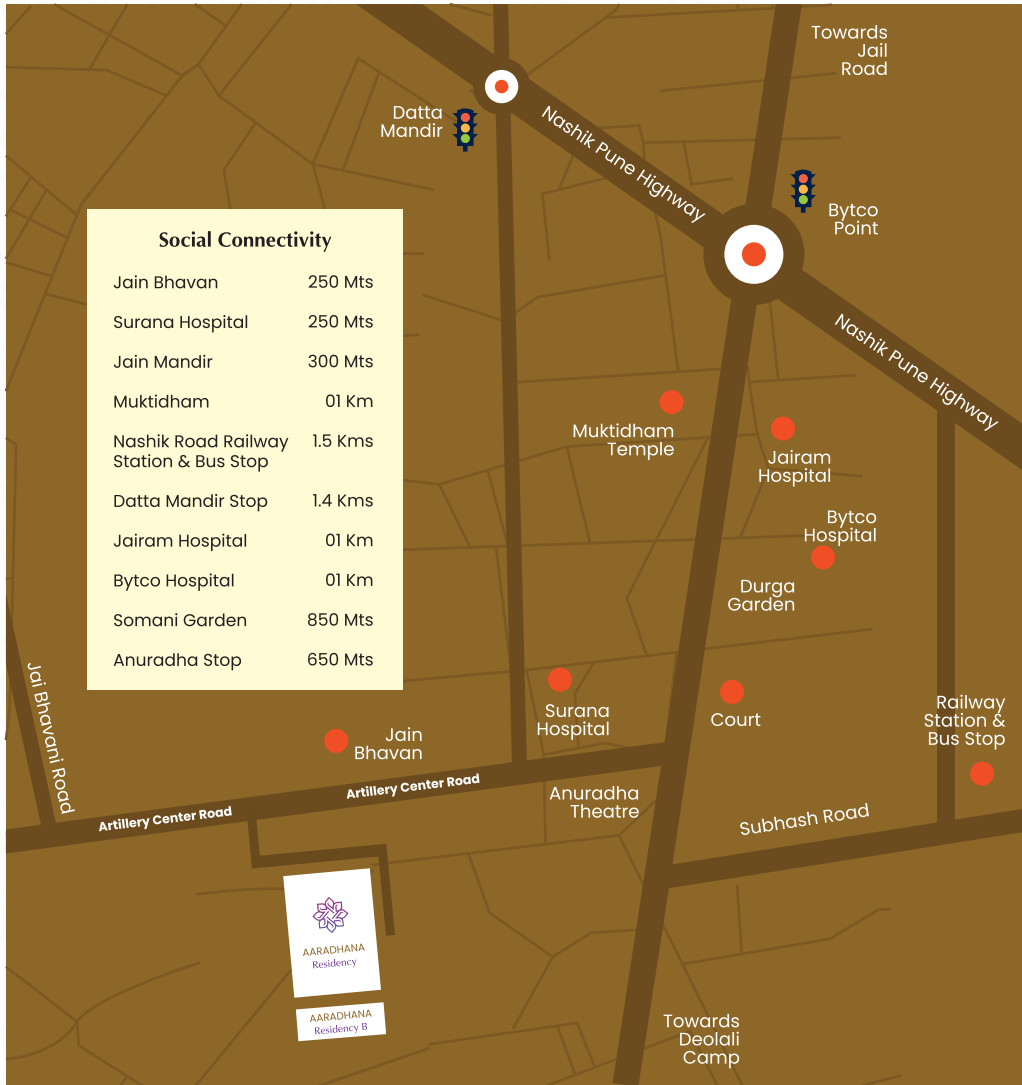 Towards
Jail
Road
Datta
Mandir
Nashik Pune Highway
Bytco
Point
Social Connectivity
Jain Bhavan 250 Mts
Surana Hospital 250 Mts
Jain Mandir 300 Mts
Muktidham 01 Km
Nashik Road Railway 1.5 Kms
Station & Bus Stop
Datta Mandir Stop 1.4 Kms
Jairam Hospital 01 Km
Bytco Hospital 01 Km
Somani Garden 850 Mts
Anuradha Stop 650 Mts
Nashik Pune Highway
Muktidham
Temple
Jairam
Hospital
Bytco
Hospital
Durga
Garden
Jai Bhavani Road
Surana
Hospital
Court
Railway
Station &
Bus Stop
Jain
Bhavan
Artillery Center Road
Artillery Center Road
Anuradha
Theatre
Subhash Road
AARADHANA
Residency
AARADHANA
Residency B
Towards
Deolali
Camp